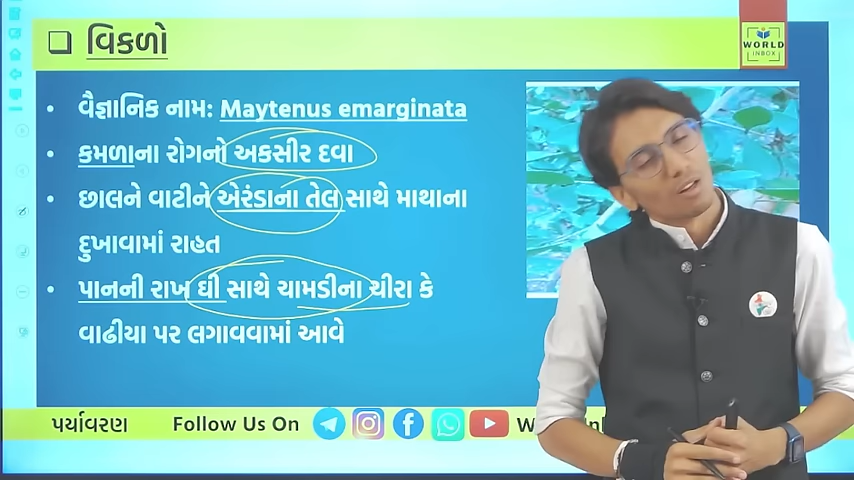 ❑ વિકળો
WORLD
INBOX
• વૈજ્ઞાનિક નામ: Maytenus emarginata
• કમળાના રોગનો અકસીર દવા
• છાલને વાટીને એરંડાના તેલ સાથે માથાના
દુખાવામાં રાહત
• પાનની રાખ ઘી સાથે ચામડીના ચીરા કે
વાઢીયા પર લગાવવામાં આવે
પર્યાવરણ Follow Us On